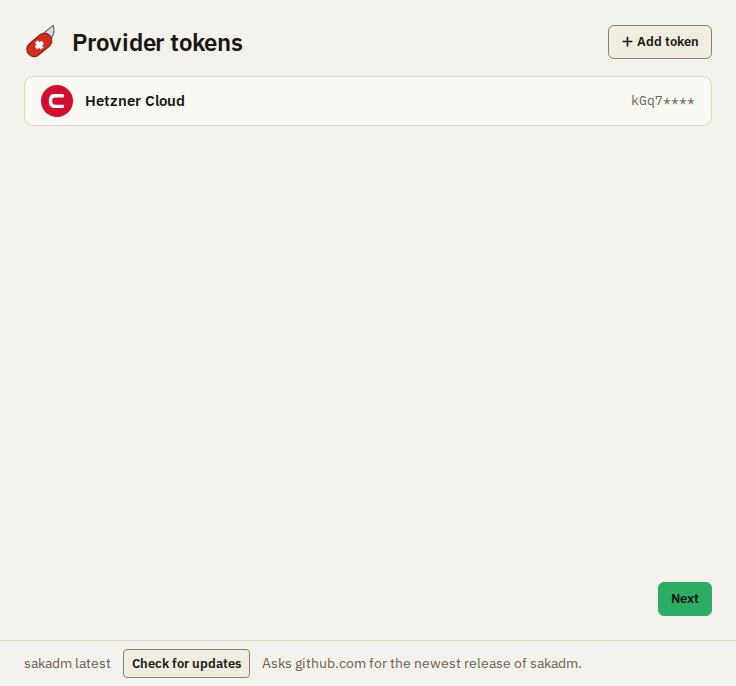 Provider tokens
+ Add token
Hetzner Cloud
kGq7****
Next
sakadm latest
Check for updates
Asks github.com for the newest release of sakadm.